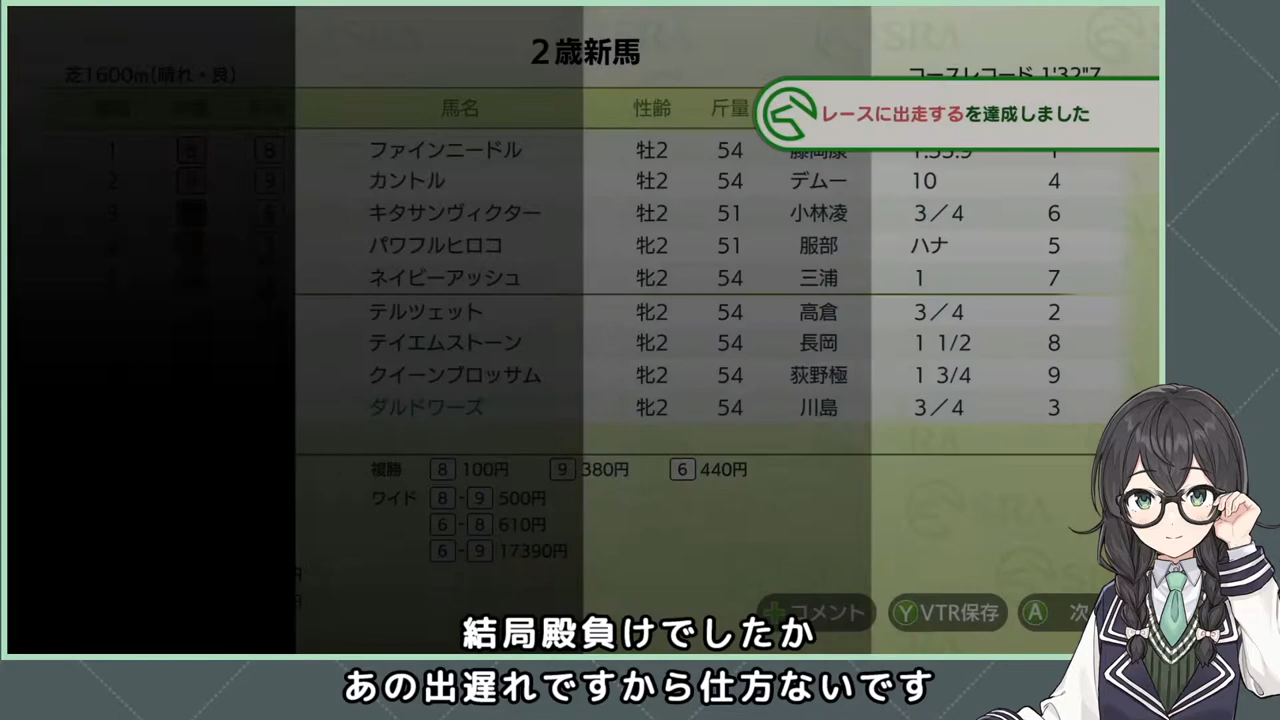 2歳新馬
芝1600m(晴れ・良) コースレコード 1'32"7
レースに出走するを達成しました
馬名 性齢 斤量
1 8 ファインニードル 牡2 54 藤岡康 1
2 9 カントル 牡2 54 デムー 10 4
キタサンヴィクター 牡2 51 小林凌 3/4 6
パワフルヒロコ 牝2 51 服部 ハナ 5
ネイビーアッシュ 牝2 54 三浦 1 7
テルツェット 牝2 54 高倉 3/4 2
テイエムストーン 牝2 54 長岡 1 1/2 8
クイーンブロッサム 牝2 54 荻野極 1 3/4 9
ダルドワーズ 牝2 54 川島 3/4 3
複勝 8 100円 9 380円 6 440円
ワイド 8-9 500円
6-8 610円
6-9 17390円
コメント Y VTR保存 A 次
結局殿負けでしたか
あの出遅れですから仕方ないです